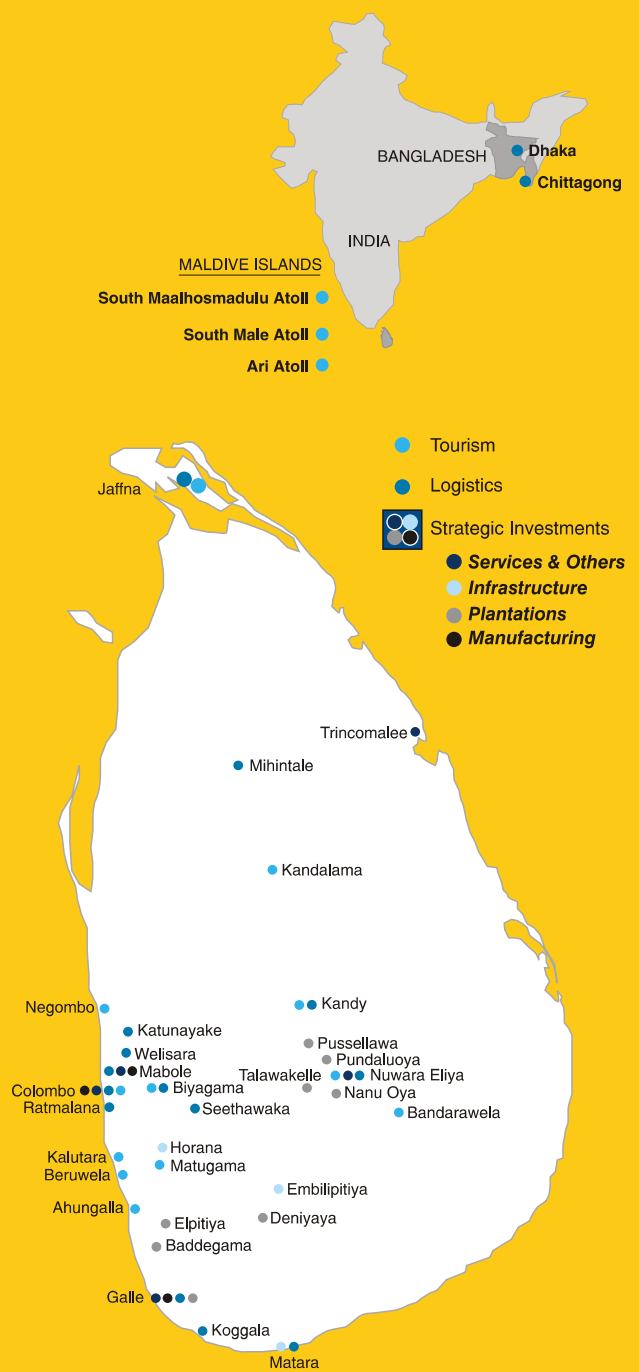 BANGLADESH
Dhaka
Chittagong
INDIA
MALDIVE ISLANDS
South Maalhosmadulu Atoll
South Male Atoll
Ari Atoll
Tourism
Logistics
Strategic Investments
Services & Others
Infrastructure
Plantations
Manufacturing
Jaffna
Trincomalee
Mihintale
Kandalama
Negombo
Kandy
Katunayake
Pussellawa
Welisara
Pundaluoya
Mabole
Talawakelle
Nuwara Eliya
Colombo
Biyagama
Nanu Oya
Ratmalana
Seethawaka
Bandarawela
Horana
Kalutara
Matugama
Beruwela
Embilipitiya
Ahungalla
Elpitiya
Deniyaya
Baddegama
Galle
Koggala
Matara